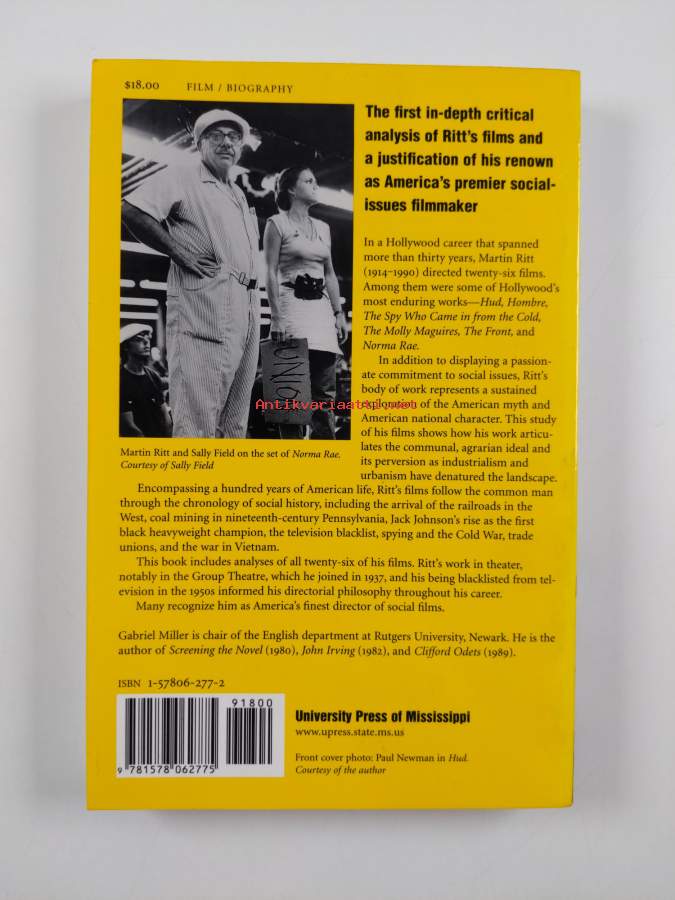 $18.00 FILM / BIOGRAPHY
The first in-depth critical
analysis of Ritt's films and
a justification of his renown
as America's premier social-
issues filmmaker
In a Hollywood career that spanned
more than thirty years, Martin Ritt
(1914–1990) directed twenty-six films.
Among them were some of Hollywood's
most enduring works—Hud, Hombre,
The Spy Who Came in from the Cold,
The Molly Maguires, The Front, and
Norma Rae.
In addition to displaying a passion-
ate commitment to social issues, Ritt's
body of work represents a sustained
exploration of the American myth and
American national character. This study
of his films shows how his work articu-
lates the communal, agrarian ideal and
its perversion as industrialism and
urbanism have denatured the landscape.
UNIO
Antikvariaatti.net
Martin Ritt and Sally Field on the set of Norma Rae.
Courtesy of Sally Field
Encompassing a hundred years of American life, Ritt's films follow the common man
through the chronology of social history, including the arrival of the railroads in the
West, coal mining in nineteenth-century Pennsylvania, Jack Johnson's rise as the first
black heavyweight champion, the television blacklist, spying and the Cold War, trade
unions, and the war in Vietnam.
This book includes analyses of all twenty-six of his films. Ritt's work in theater,
notably in the Group Theatre, which he joined in 1937, and his being blacklisted from tel-
evision in the 1950s informed his directorial philosophy throughout his career.
Many recognize him as America's finest director of social films.
Gabriel Miller is chair of the English department at Rutgers University, Newark. He is the
author of Screening the Novel (1980), John Irving (1982), and Clifford Odets (1989).
ISBN 1-57806-277-2
91800
9 781578 062775
University Press of Mississippi
www.upress.state.ms.us
Front cover photo: Paul Newman in Hud.
Courtesy of the author